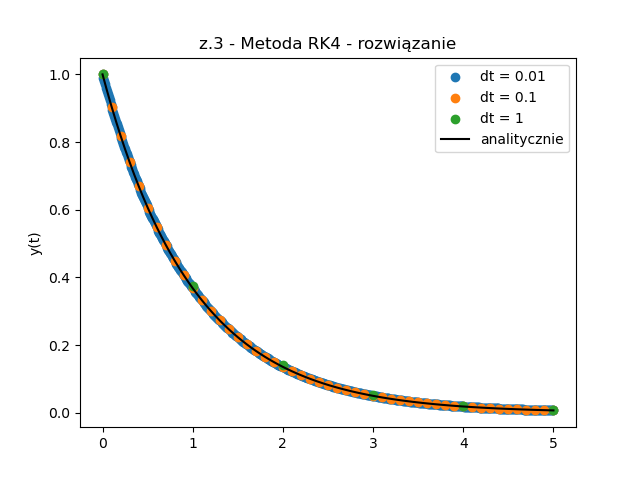 z.3 - Metoda RK4 - rozwiązanie
dt = 0.01
dt = 0.1
dt = 1
analitycznie
y(t)
1.0
0.8
0.6
0.4
0.2
0.0
0 1 2 3 4 5